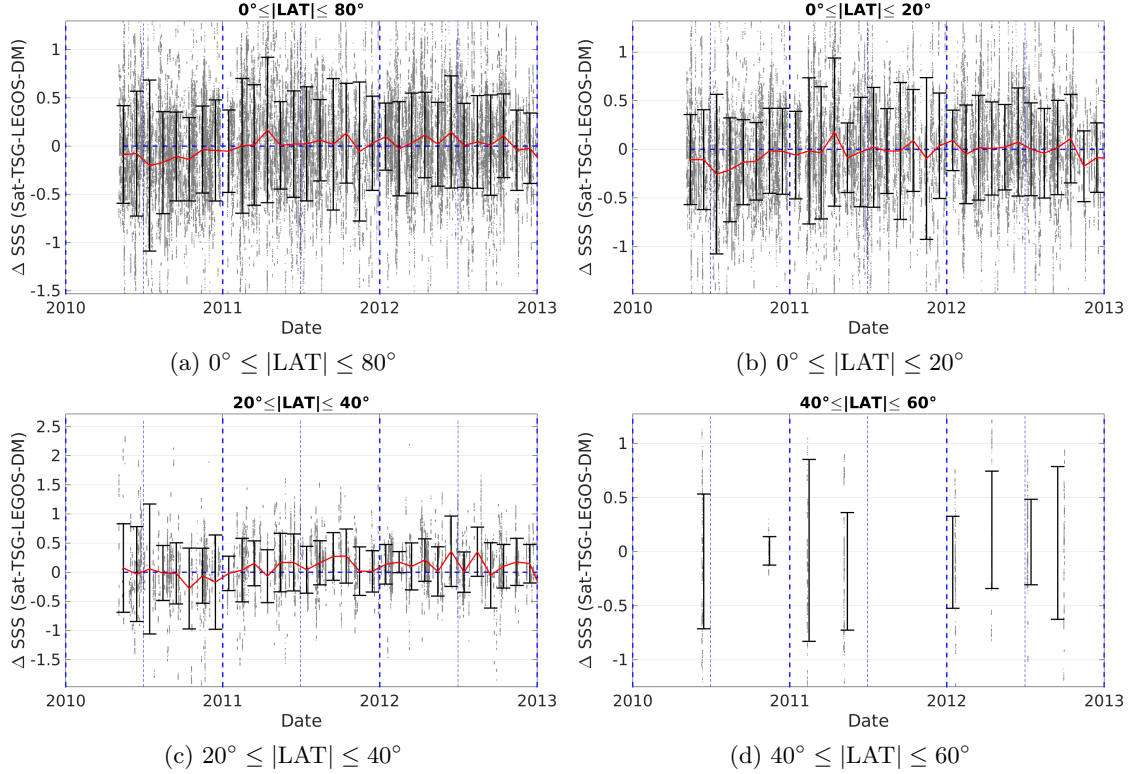 0°≤|LAT|≤ 80°
Δ SSS (Sat-TSG-LEGOS-DM)
1
0.5
0
-0.5
-1
-1.5
2010 2011 2012 2013
Date
(a) 0° ≤ |LAT| ≤ 80°
0°≤|LAT|≤ 20°
Δ SSS (Sat-TSG-LEGOS-DM)
1
0.5
0
-0.5
-1
2010 2011 2012 2013
Date
(b) 0° ≤ |LAT| ≤ 20°
20°≤|LAT|≤ 40°
Δ SSS (Sat-TSG-LEGOS-DM)
2.5
2
1.5
1
0.5
0
-0.5
-1
-1.5
2010 2011 2012 2013
Date
(c) 20° ≤ |LAT| ≤ 40°
40°≤|LAT|≤ 60°
Δ SSS (Sat-TSG-LEGOS-DM)
1
0.5
0
-0.5
-1
2010 2011 2012 2013
Date
(d) 40° ≤ |LAT| ≤ 60°